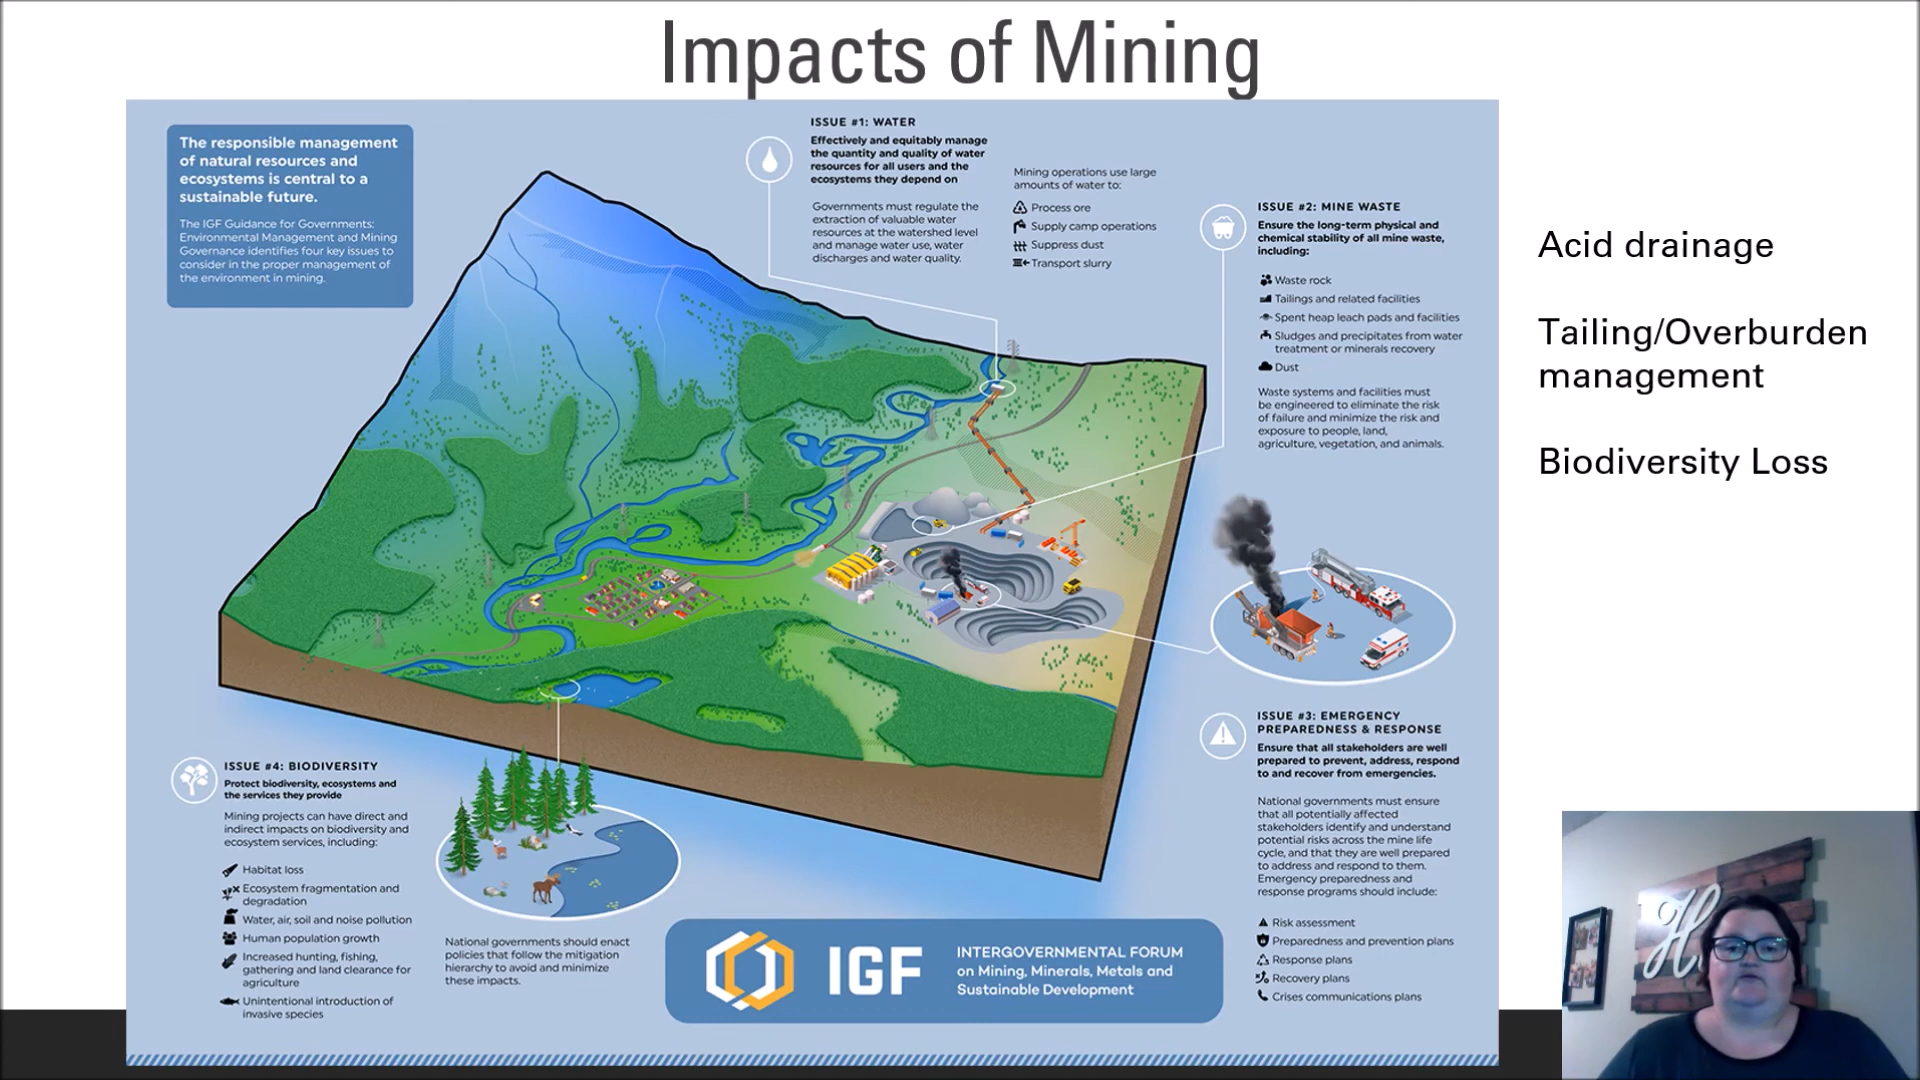 Impacts of Mining
The responsible management
of natural resources and
ecosystems is central to a
sustainable future.
The IGF Guidance for Governments:
Environmental Management and Mining
Governance identifies four key issues to
consider in the proper management of
the environment in mining.
ISSUE #1: WATER
Effectively and equitably manage
the quantity and quality of water
resources for all users and the
ecosystems they depend on
Governments must regulate the
extraction of valuable water
resources at the watershed level
and manage water use, water
discharges and water quality.
Mining operations use large
amounts of water to:
Process ore
Supply camp operations
Suppress dust
Transport slurry
ISSUE #2: MINE WASTE
Ensure the long-term physical and
chemical stability of all mine waste,
including:
Waste rock
Tailings and related facilities
Spent heap leach pads and facilities
Sludges and precipitates from water
treatment or minerals recovery
Dust
Waste systems and facilities must
be engineered to eliminate the risk
of failure and minimize the risk and
exposure to people, land,
agriculture, vegetation, and animals.
Acid drainage
Tailing/Overburden
management
Biodiversity Loss
ISSUE #3: EMERGENCY
PREPAREDNESS & RESPONSE
Ensure that all stakeholders are well
prepared to prevent, address, respond
to and recover from emergencies.
National governments must ensure
that all potentially affected
stakeholders identify and understand
potential risks across the mine life
cycle, and that they are well prepared
to address and respond to them.
Emergency preparedness and
response programs should include:
Risk assessment
Preparedness and prevention plans
Response plans
Recovery plans
Crises communications plans
ISSUE #4: BIODIVERSITY
Protect biodiversity, ecosystems and
the services they provide
Mining projects can have direct and
indirect impacts on biodiversity and
ecosystem services, including:
Habitat loss
Ecosystem fragmentation and
degradation
Water, air, soil and noise pollution
Human population growth
Increased hunting, fishing,
gathering and land clearance for
agriculture
Unintentional introduction of
invasive species
National governments should enact
policies that follow the mitigation
hierarchy to avoid and minimize
these impacts.
IGF
INTERGOVERNMENTAL FORUM
on Mining, Minerals, Metals and
Sustainable Development